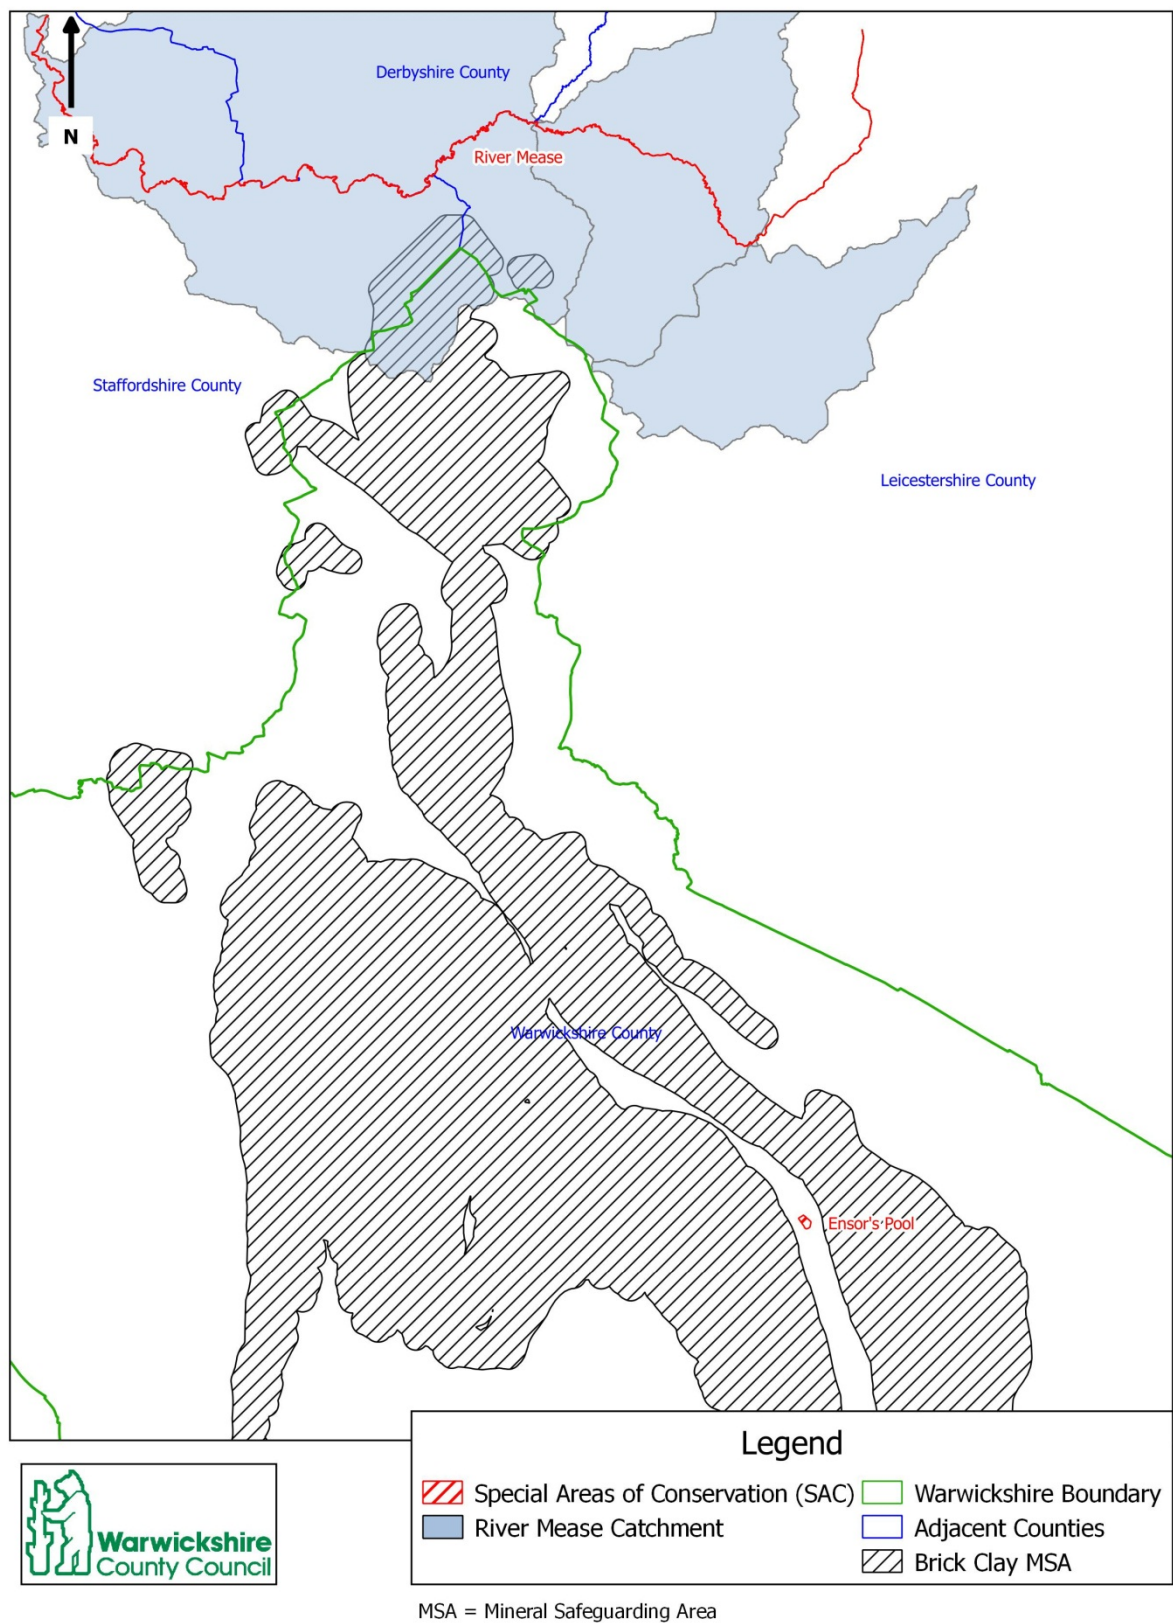 Derbyshire County
N
River Mease
Staffordshire County
Leicestershire County
Warwickshire County
Ensor's Pool
Legend
Special Areas of Conservation (SAC)
River Mease Catchment
Warwickshire Boundary
Adjacent Counties
Brick Clay MSA
Warwickshire
County Council
MSA = Mineral Safeguarding Area